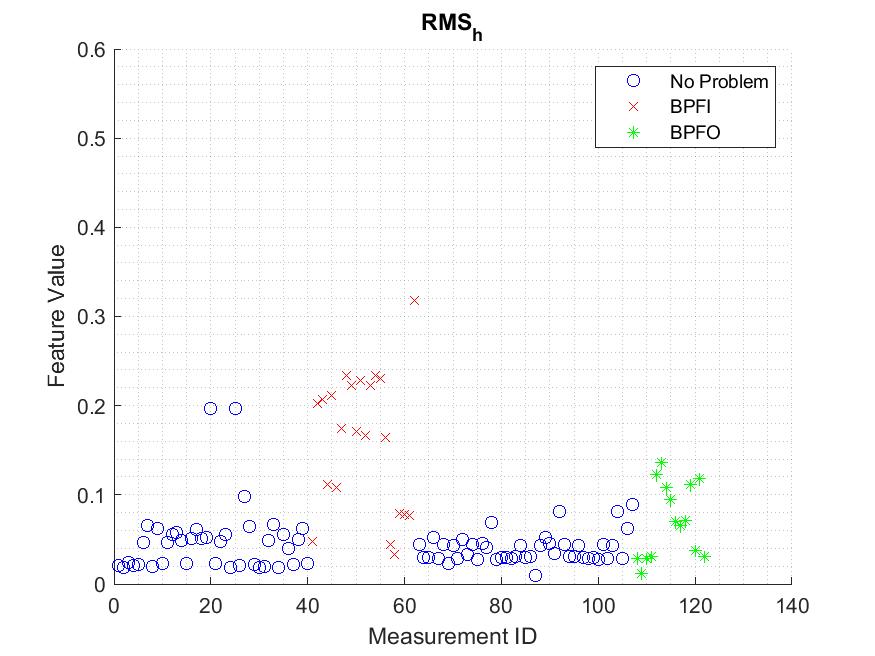 RMSh
0.6
0.5
0.4
0.3
0.2
0.1
0
Feature Value
No Problem
BPFI
BPFO
0 20 40 60 80 100 120 140
Measurement ID